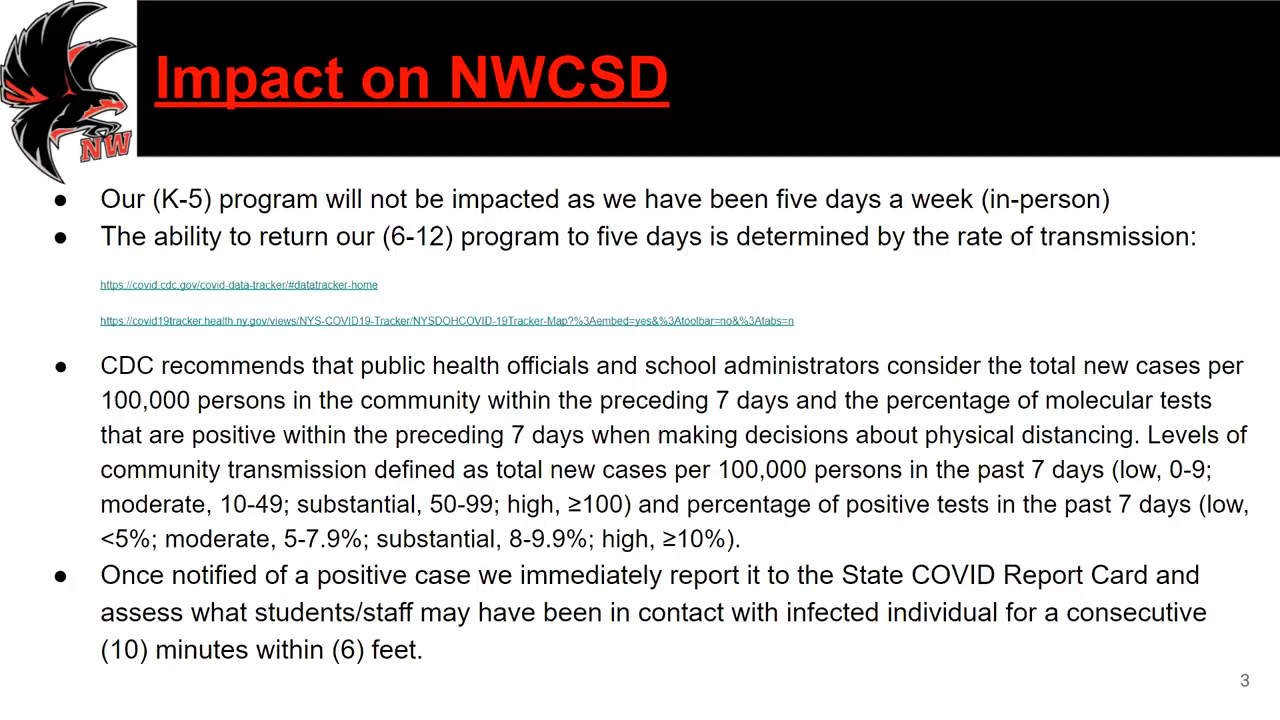 Impact on NWCSD
NW
● Our (K-5) program will not be impacted as we have been five days a week (in-person)
● The ability to return our (6-12) program to five days is determined by the rate of transmission:
https://covid.cdc.gov/covid-data-tracker/#datatracker-home
https://covid19tracker.health.ny.gov/views/NYS-COVID19-Tracker/NYSDOHCOVID-19Tracker-Map?%3Aembed=yes&%3Atoolbar=no&%3Atabs=n
● CDC recommends that public health officials and school administrators consider the total new cases per
100,000 persons in the community within the preceding 7 days and the percentage of molecular tests
that are positive within the preceding 7 days when making decisions about physical distancing. Levels of
community transmission defined as total new cases per 100,000 persons in the past 7 days (low, 0-9;
moderate, 10-49; substantial, 50-99; high, ≥100) and percentage of positive tests in the past 7 days (low,
<5%; moderate, 5-7.9%; substantial, 8-9.9%; high, ≥10%).
● Once notified of a positive case we immediately report it to the State COVID Report Card and
assess what students/staff may have been in contact with infected individual for a consecutive
(10) minutes within (6) feet.
3